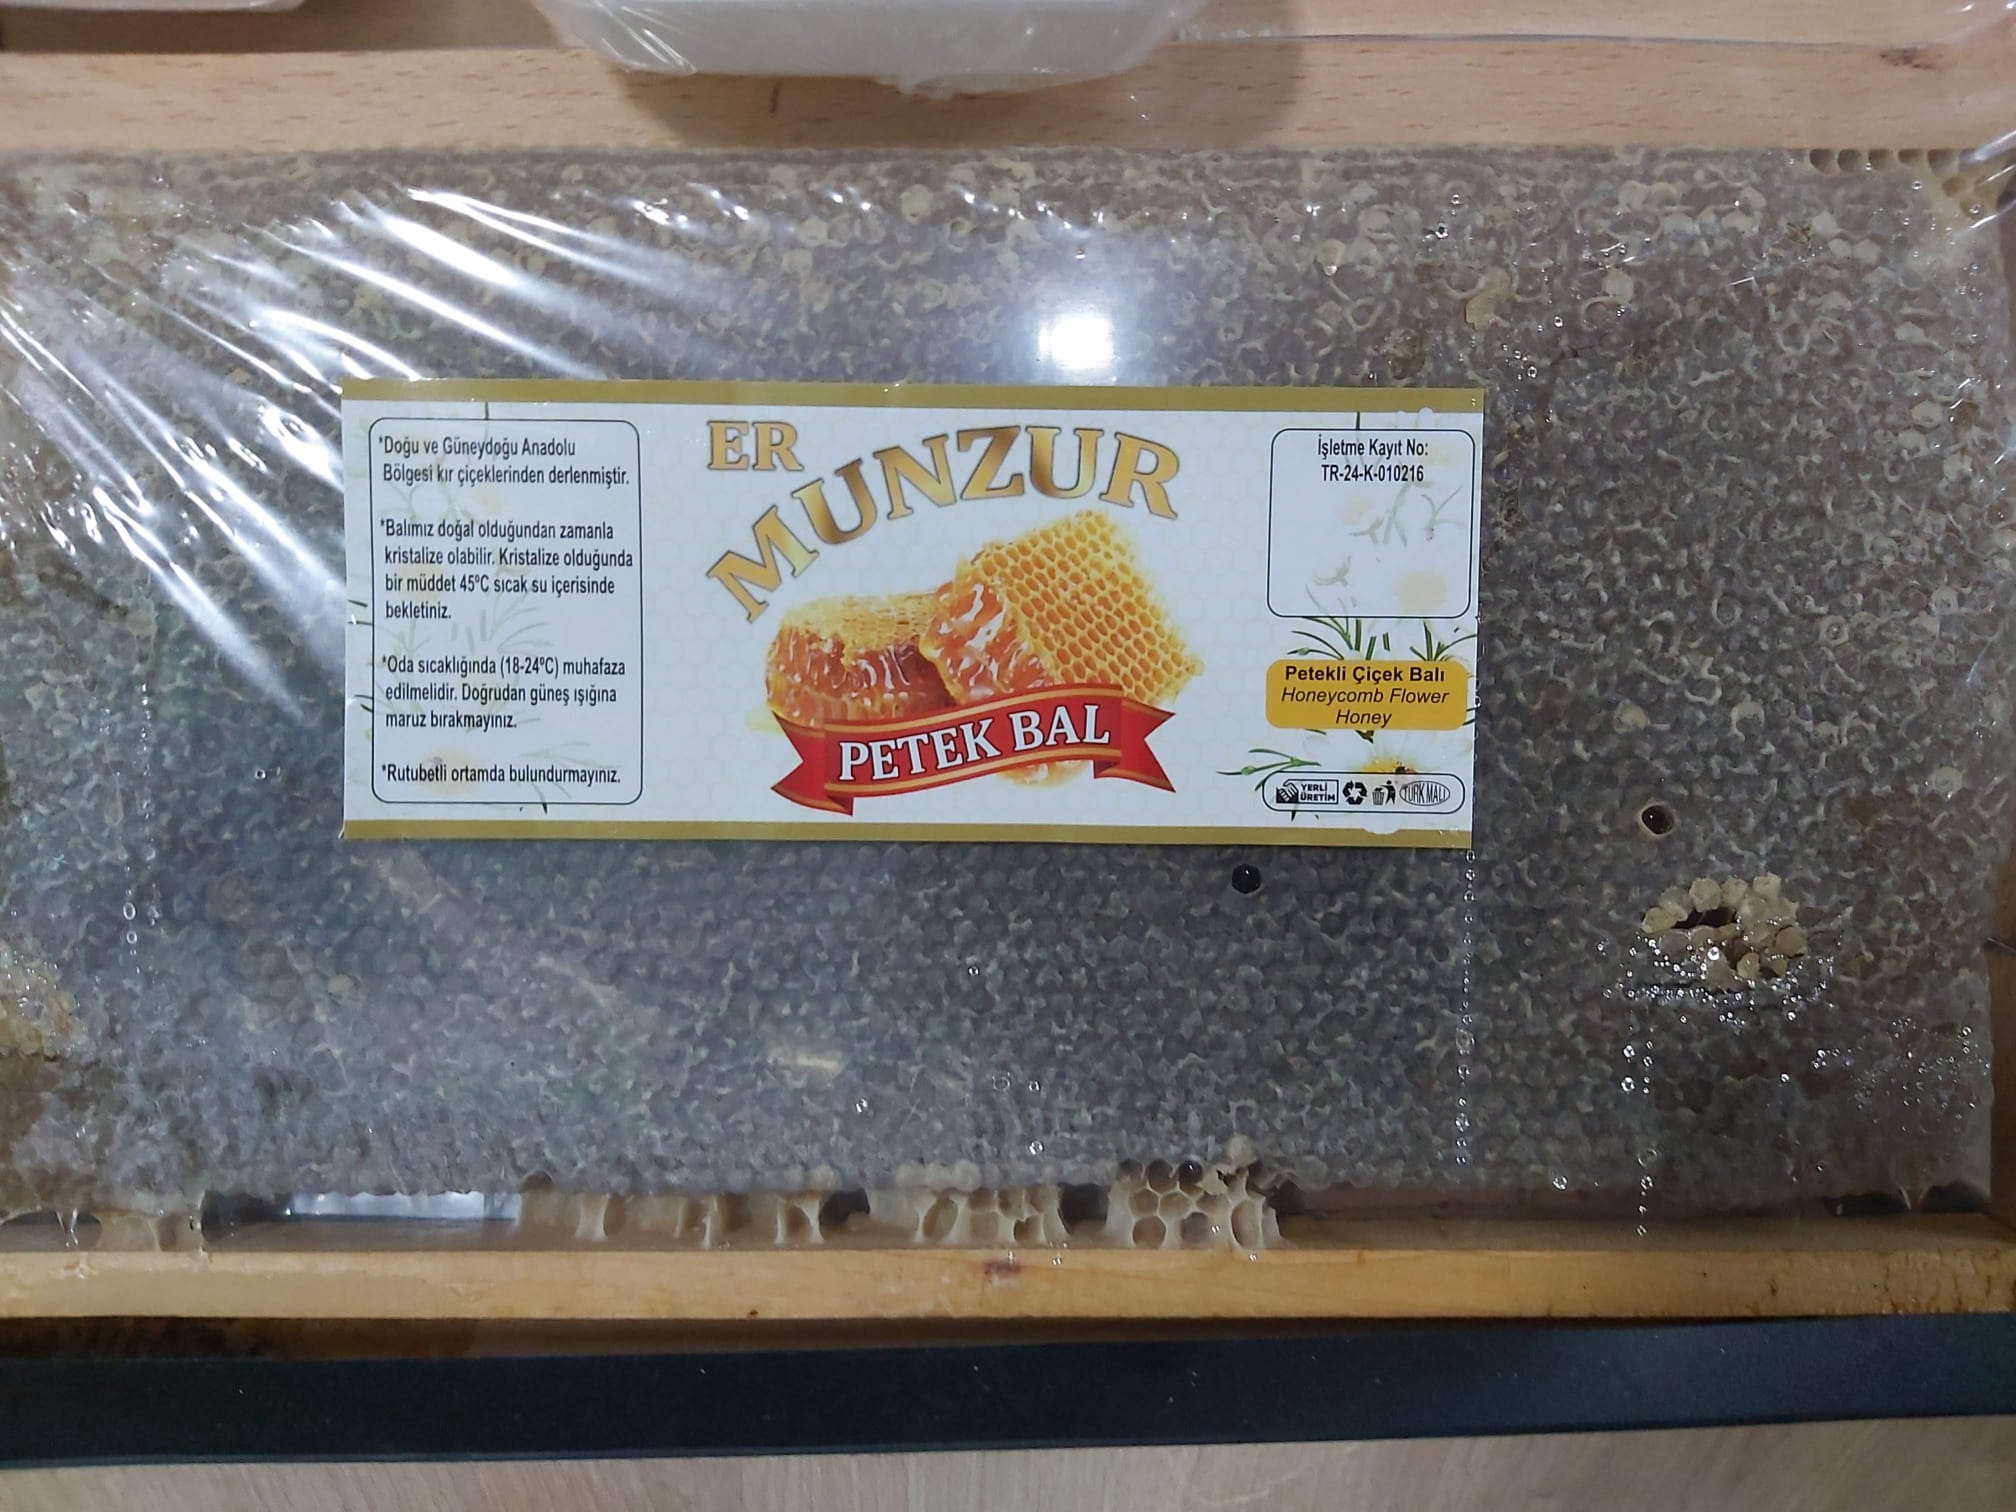 *Doğu ve Güneydoğu Anadolu
Bölgesi kır çiçeklerinden derlenmiştir.
*Balımız doğal olduğundan zamanla
kristalize olabilir. Kristalize olduğunda
bir müddet 45ºC sıcak su içerisinde
bekletiniz.
*Oda sıcaklığında (18-24ºC) muhafaza
edilmelidir. Doğrudan güneş ışığına
maruz bırakmayınız.
*Rutubetli ortamda bulundurmayınız.
ER
MUNZUR
PETEK BAL
İşletme Kayıt No:
TR-24-K-010216
Petekli Çiçek Balı
Honeycomb Flower
Honey
YERLİ
ÜRETİM
TÜRK MALI